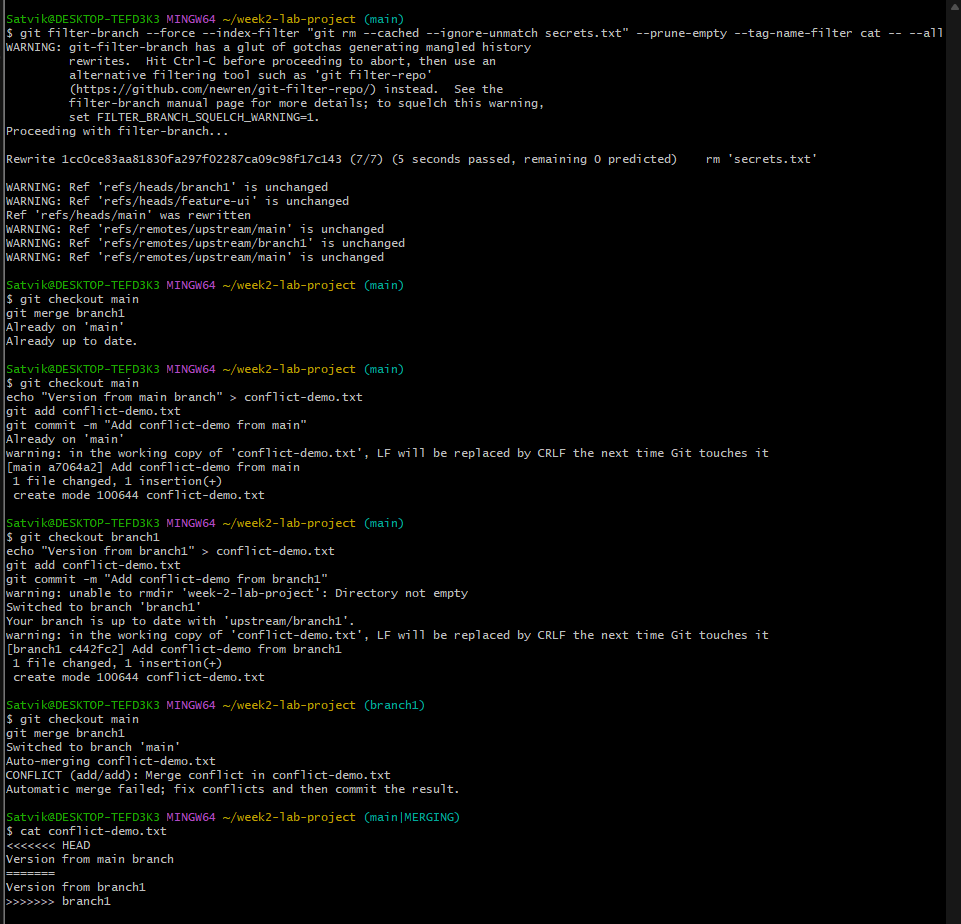 Satvik@DESKTOP-TEFD3K3 MINGW64 ~/week2-lab-project (main)
$ git filter-branch --force --index-filter "git rm --cached --ignore-unmatch secrets.txt" --prune-empty --tag-name-filter cat -- --all
WARNING: git-filter-branch has a glut of gotchas generating mangled history
         rewrites.  Hit Ctrl-C before proceeding to abort, then use an
         alternative filtering tool such as 'git filter-repo'
         (https://github.com/newren/git-filter-repo/) instead.  See the
         filter-branch manual page for more details; to squelch this warning,
         set FILTER_BRANCH_SQUELCH_WARNING=1.
Proceeding with filter-branch...

Rewrite 1cc0ce83aa81830fa297f02287ca09c98f17c143 (7/7) (5 seconds passed, remaining 0 predicted)    rm 'secrets.txt'

WARNING: Ref 'refs/heads/branch1' is unchanged
WARNING: Ref 'refs/heads/feature-ui' is unchanged
Ref 'refs/heads/main' was rewritten
WARNING: Ref 'refs/remotes/upstream/main' is unchanged
WARNING: Ref 'refs/remotes/upstream/branch1' is unchanged
WARNING: Ref 'refs/remotes/upstream/main' is unchanged

Satvik@DESKTOP-TEFD3K3 MINGW64 ~/week2-lab-project (main)
$ git checkout main
git merge branch1
Already on 'main'
Already up to date.

Satvik@DESKTOP-TEFD3K3 MINGW64 ~/week2-lab-project (main)
$ git checkout main
echo "Version from main branch" > conflict-demo.txt
git add conflict-demo.txt
git commit -m "Add conflict-demo from main"
Already on 'main'
warning: in the working copy of 'conflict-demo.txt', LF will be replaced by CRLF the next time Git touches it
[main a7064a2] Add conflict-demo from main
 1 file changed, 1 insertion(+)
 create mode 100644 conflict-demo.txt

Satvik@DESKTOP-TEFD3K3 MINGW64 ~/week2-lab-project (main)
$ git checkout branch1
echo "Version from branch1" > conflict-demo.txt
git add conflict-demo.txt
git commit -m "Add conflict-demo from branch1"
warning: unable to rmdir 'week-2-lab-project': Directory not empty
Switched to branch 'branch1'
Your branch is up to date with 'upstream/branch1'.
warning: in the working copy of 'conflict-demo.txt', LF will be replaced by CRLF the next time Git touches it
[branch1 c442fc2] Add conflict-demo from branch1
 1 file changed, 1 insertion(+)
 create mode 100644 conflict-demo.txt

Satvik@DESKTOP-TEFD3K3 MINGW64 ~/week2-lab-project (branch1)
$ git checkout main
git merge branch1
Switched to branch 'main'
Auto-merging conflict-demo.txt
CONFLICT (add/add): Merge conflict in conflict-demo.txt
Automatic merge failed; fix conflicts and then commit the result.

Satvik@DESKTOP-TEFD3K3 MINGW64 ~/week2-lab-project (main|MERGING)
$ cat conflict-demo.txt
<<<<<<< HEAD
Version from main branch
=======
Version from branch1
>>>>>>> branch1